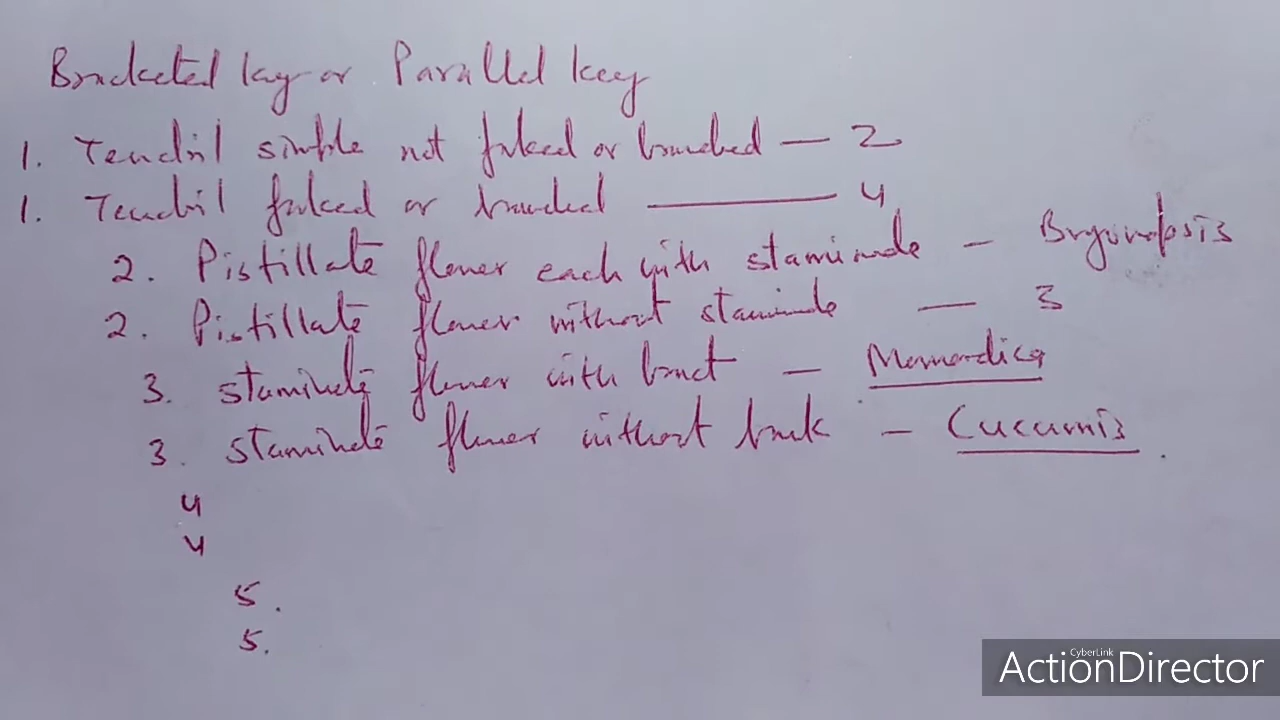 Bracketed key or Parallel key
1. Tendril simple not forked or branched — 2
1. Tendril forked or branched — 4
2. Pistillate flower each with staminode – Bryonopsis
2. Pistillate flower without staminode — 3
3. staminate flower with bract – Momordica
3. staminate flower without bract – Cucumis
4
4
5.
5.
CyberLink
ActionDirector